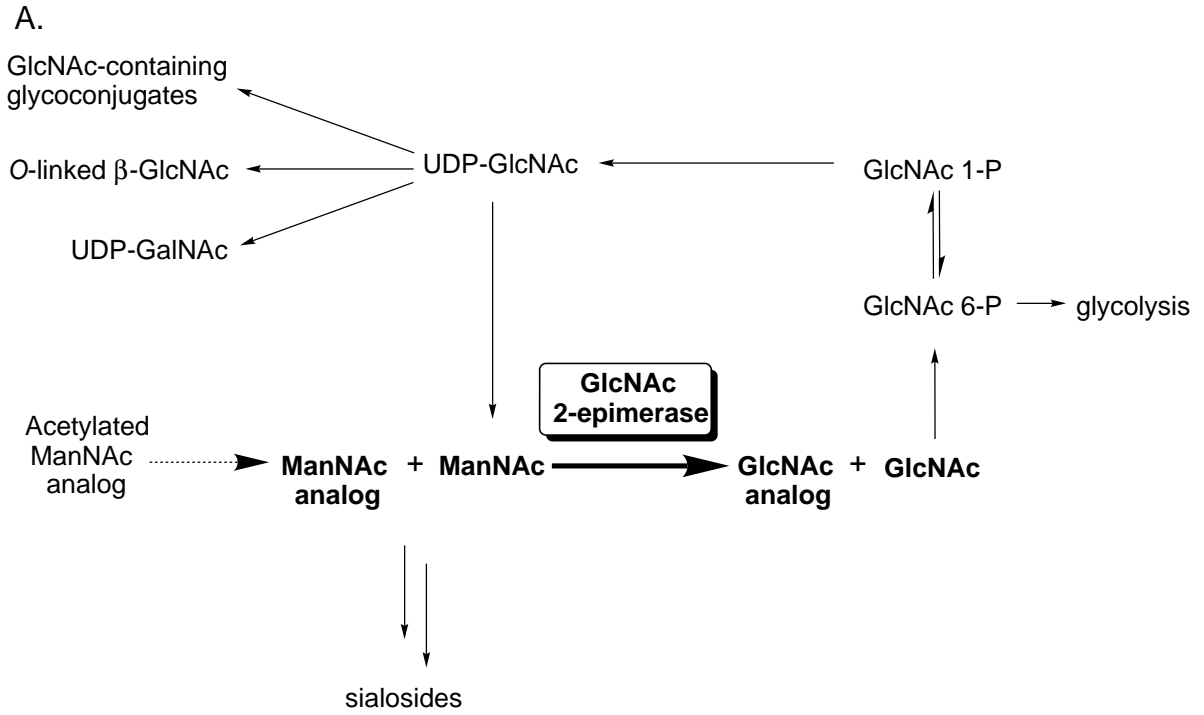 A.
GlcNAc-containing
glycoconjugates
O-linked β-GlcNAc
UDP-GlcNAc
GlcNAc 1-P
UDP-GalNAc
GlcNAc 6-P
glycolysis
GlcNAc
2-epimerase
Acetylated
ManNAc
analog
ManNAc
analog
+
ManNAc
GlcNAc
analog
+
GlcNAc
sialosides